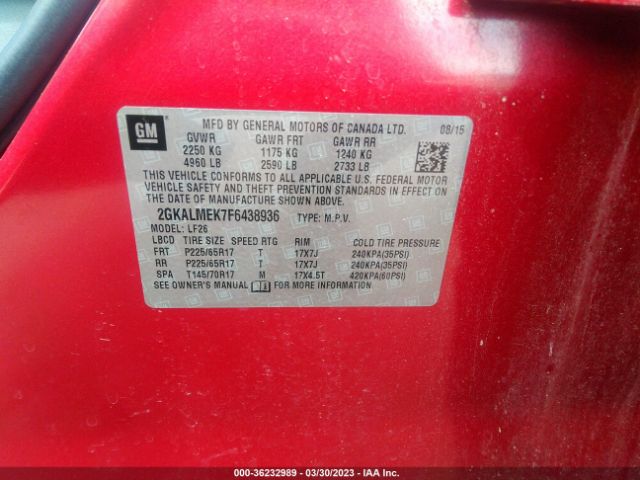 GM
MFD BY GENERAL MOTORS OF CANADA LTD. 09/15
GVWR GAWR FRT GAWR RR
2250 KG 1175 KG 1240 KG
4960 LB 2590 LB 2733 LB
THIS VEHICLE CONFORMS TO ALL APPLICABLE U.S. FEDERAL MOTOR
VEHICLE SAFETY AND THEFT PREVENTION STANDARDS IN EFFECT ON
THE DATE OF MANUFACTURE SHOWN ABOVE.
2GKALMEK7F6438936 TYPE: M.P.V.
MODEL: LF26
LBCD TIRE SIZE SPEED RTG RIM COLD TIRE PRESSURE
FRT P225/65R17 T 17X7J 240KPA(35PSI)
RR P225/65R17 T 17X7J 240KPA(35PSI)
SPA T145/70R17 M 17X4.5T 420KPA(60PSI)
SEE OWNER'S MANUAL FOR MORE INFORMATION
000-36232989 — 03/30/2023 — IAA Inc.